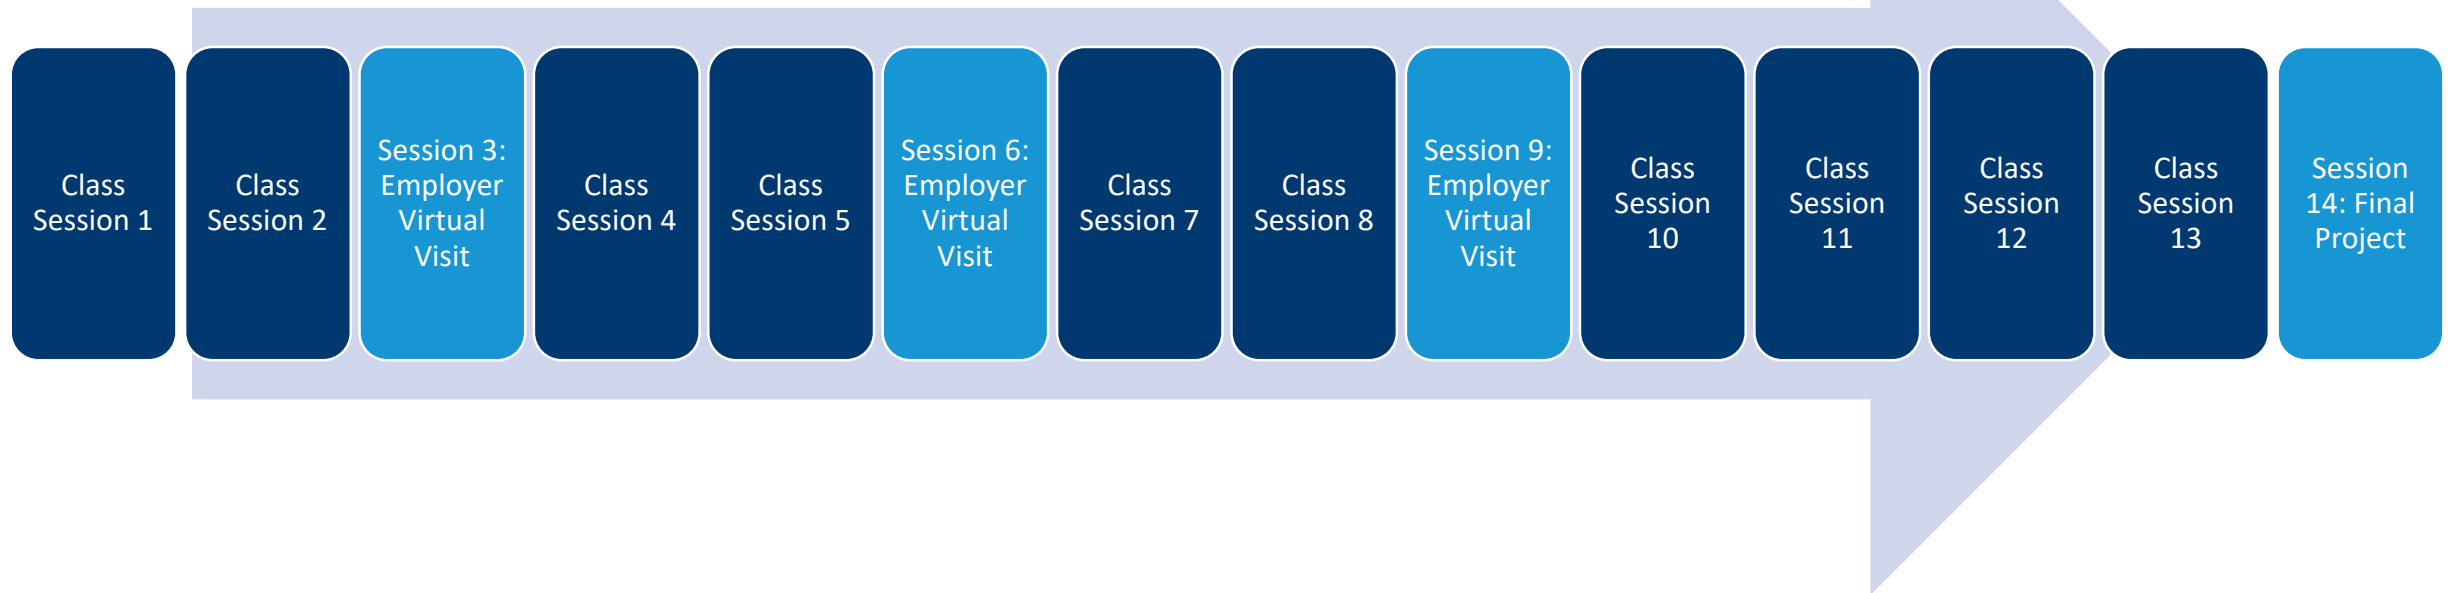 Class
Session 1
Class
Session 2
Session 3:
Employer
Virtual
Visit
Class
Session 4
Class
Session 5
Session 6:
Employer
Virtual
Visit
Class
Session 7
Class
Session 8
Session 9:
Employer
Virtual
Visit
Class
Session
10
Class
Session
11
Class
Session
12
Class
Session
13
Session
14: Final
Project